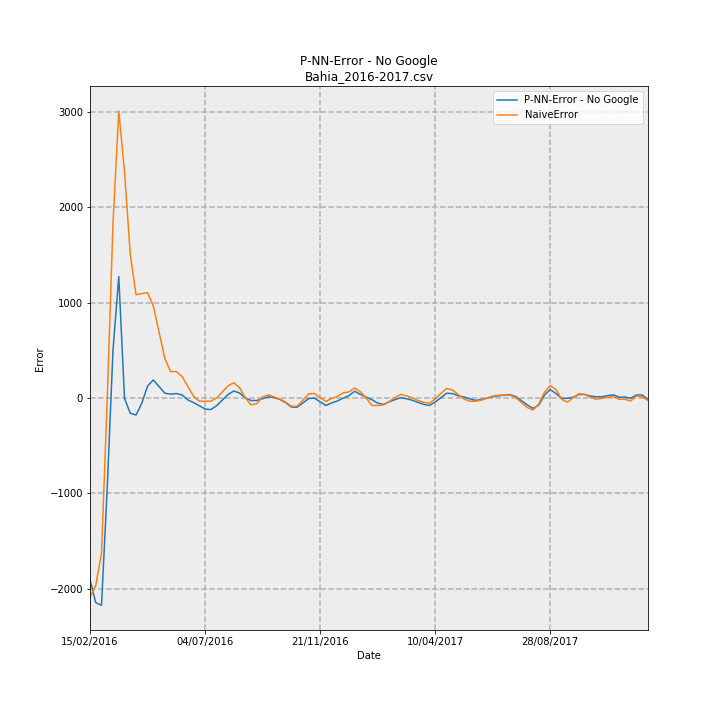 P-NN-Error - No Google
Bahia_2016-2017.csv
P-NN-Error - No Google
NaiveError
3000
2000
1000
0
−1000
−2000
Error
15/02/2016
04/07/2016
21/11/2016
10/04/2017
28/08/2017
Date